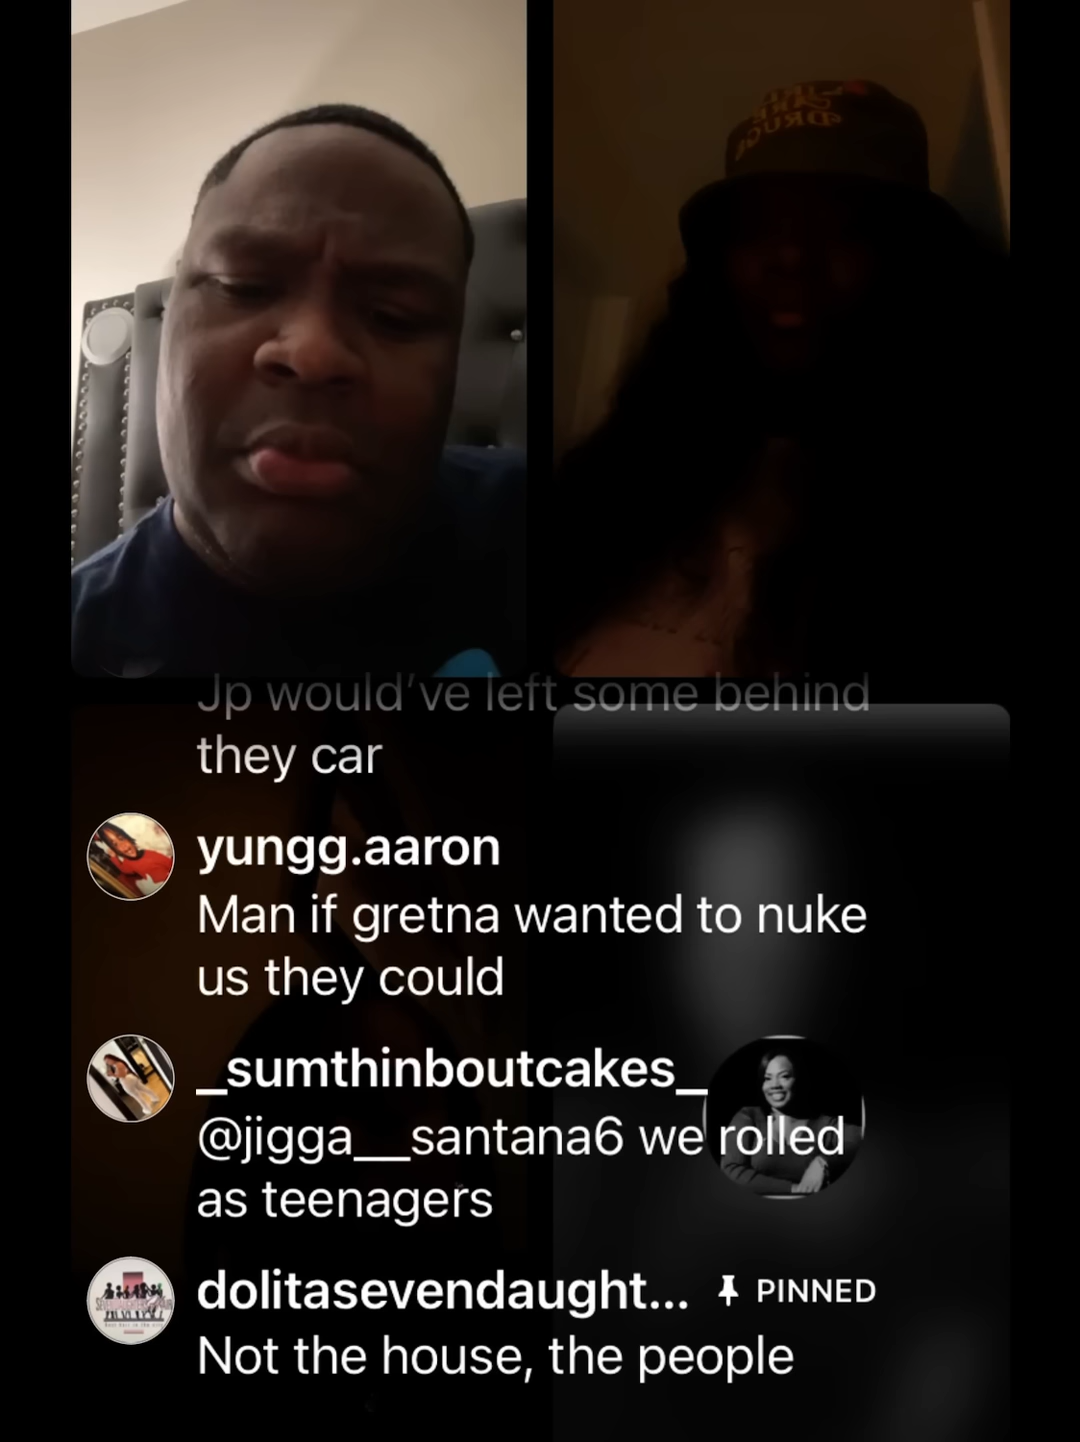 Jp would've left some behind
they car
yungg.aaron
Man if gretna wanted to nuke
us they could
_sumthinboutcakes_
@jigga__santana6 we rolled
as teenagers
dolitasevendaught... PINNED
Not the house, the people